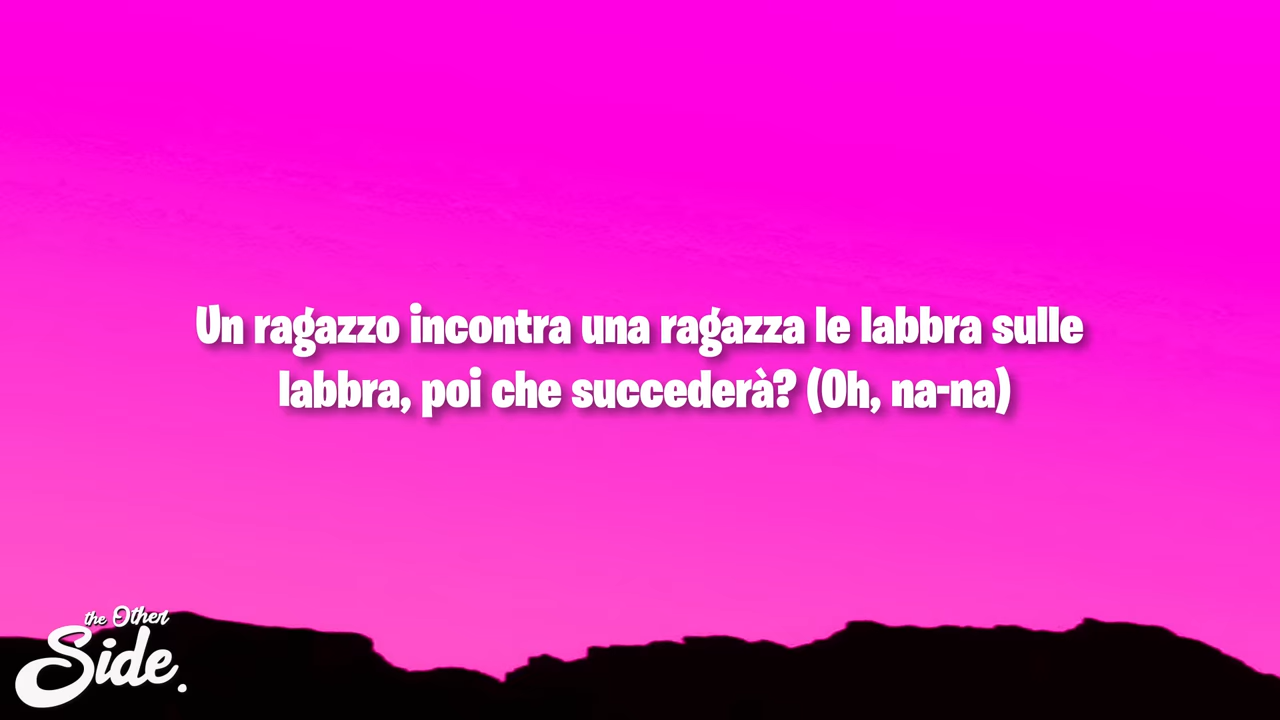 Un ragazzo incontra una ragazza le labbra sulle
labbra, poi che succederà? (Oh, na-na)
the Other
Side.